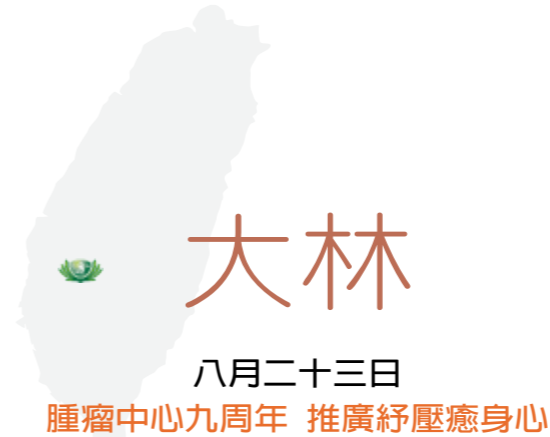 大林
八月二十三日
腫瘤中心九周年 推廣紓壓癒身心